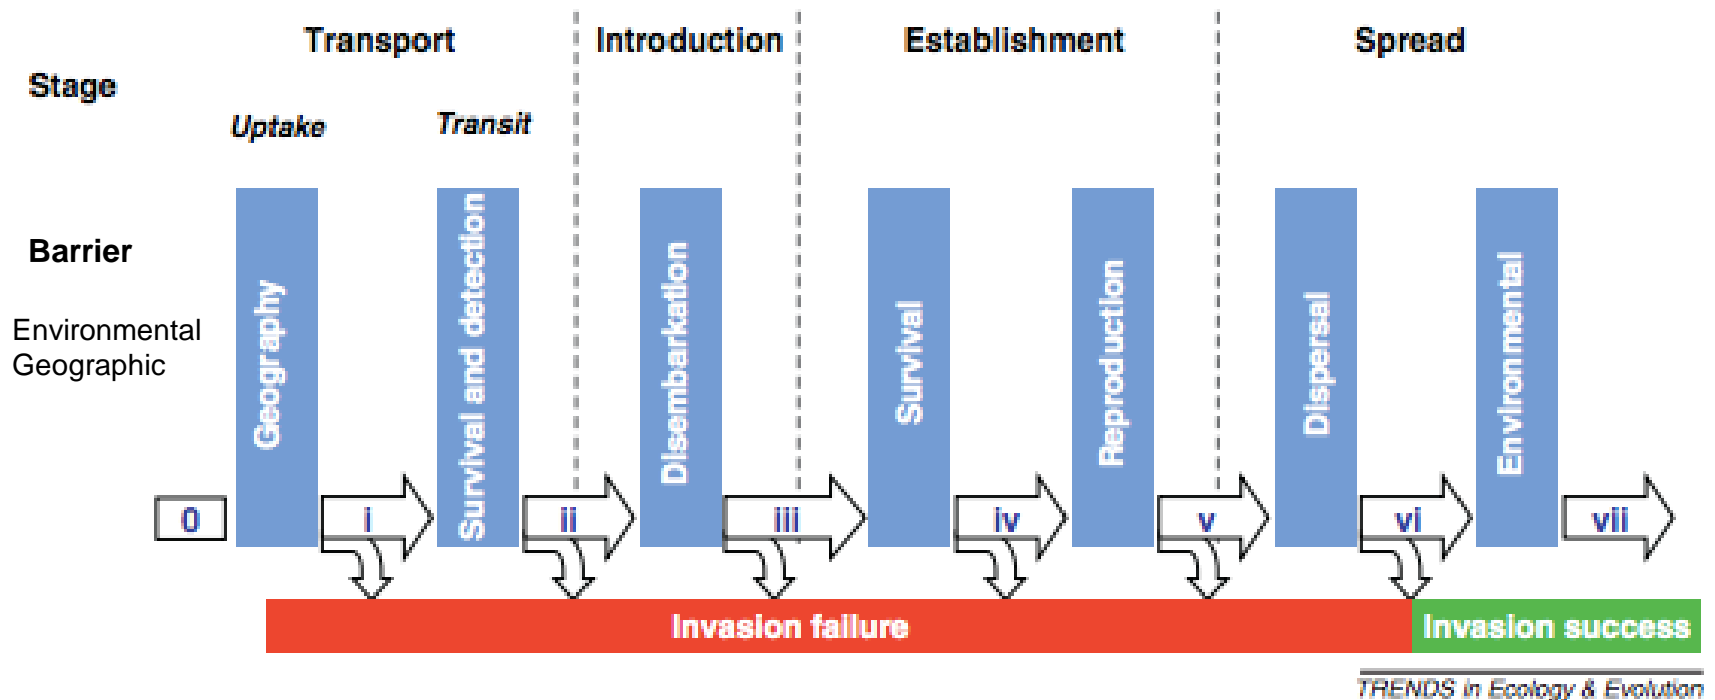 Transport
Introduction
Establishment
Spread
Stage
Uptake
Transit
Barrier
Environmental
Geographic
Geography
Survival and detection
Disembarkation
Survival
Reproduction
Dispersal
Environmental
0
i
ii
iii
iv
v
vi
vii
Invasion failure
Invasion success
TRENDS in Ecology & Evolution